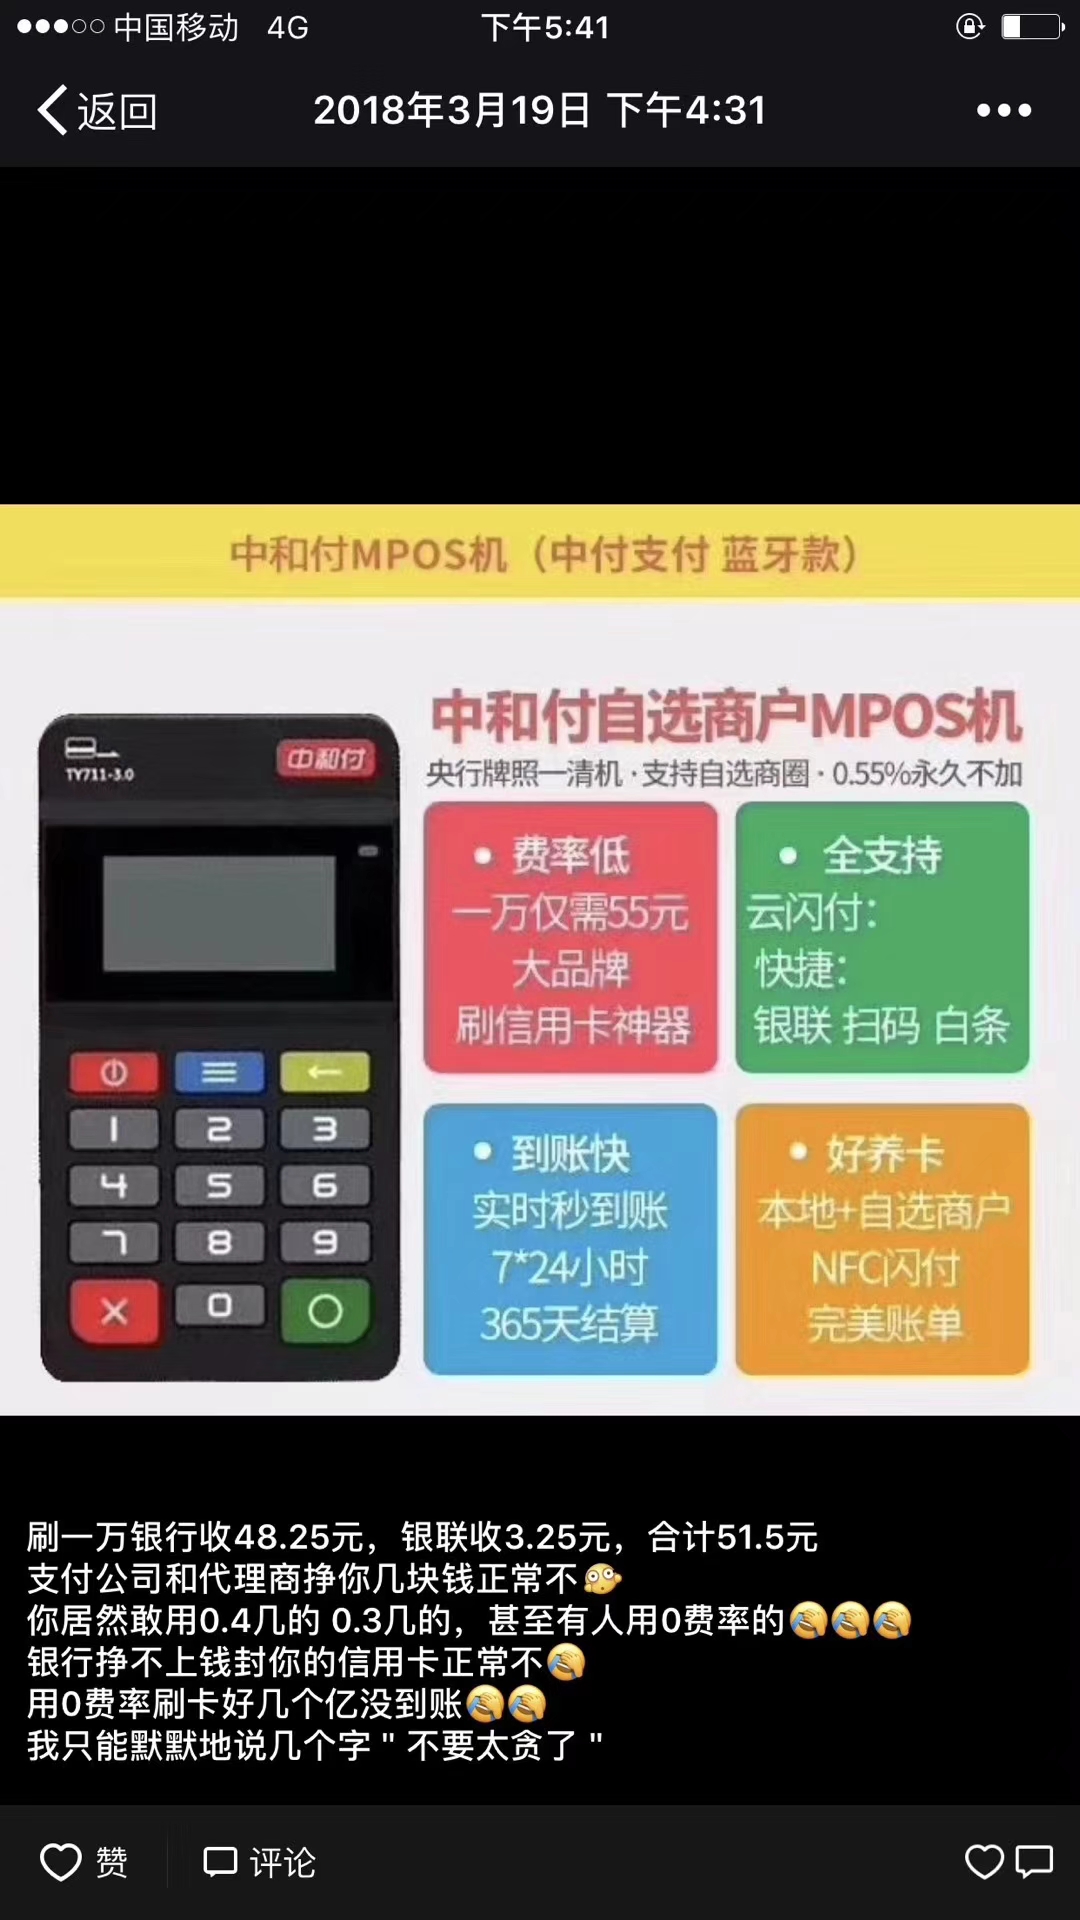 中国移动 4G 下午5:41
返回 2018年3月19日 下午4:31
中和付MPOS机（中付支付 蓝牙款）
中和付自选商户MPOS机
央行牌照一清机·支持自选商圈·0.55%永久不加
TY711-3.0
中和付
费率低
一万仅需55元
大品牌
刷信用卡神器
全支持
云闪付：
快捷：
银联 扫码 白条
到账快
实时秒到账
7*24小时
365天结算
好养卡
本地+自选商户
NFC闪付
完美账单
1 2 3
4 5 6
7 8 9
0
刷一万银行收48.25元，银联收3.25元，合计51.5元
支付公司和代理商挣你几块钱正常不
你居然敢用0.4几的 0.3几的，甚至有人用0费率的😂😂😂
银行挣不上钱封你的信用卡正常不😂
用0费率刷卡好几个亿没到账😂😂
我只能默默地说几个字 " 不要太贪了 "
赞 评论